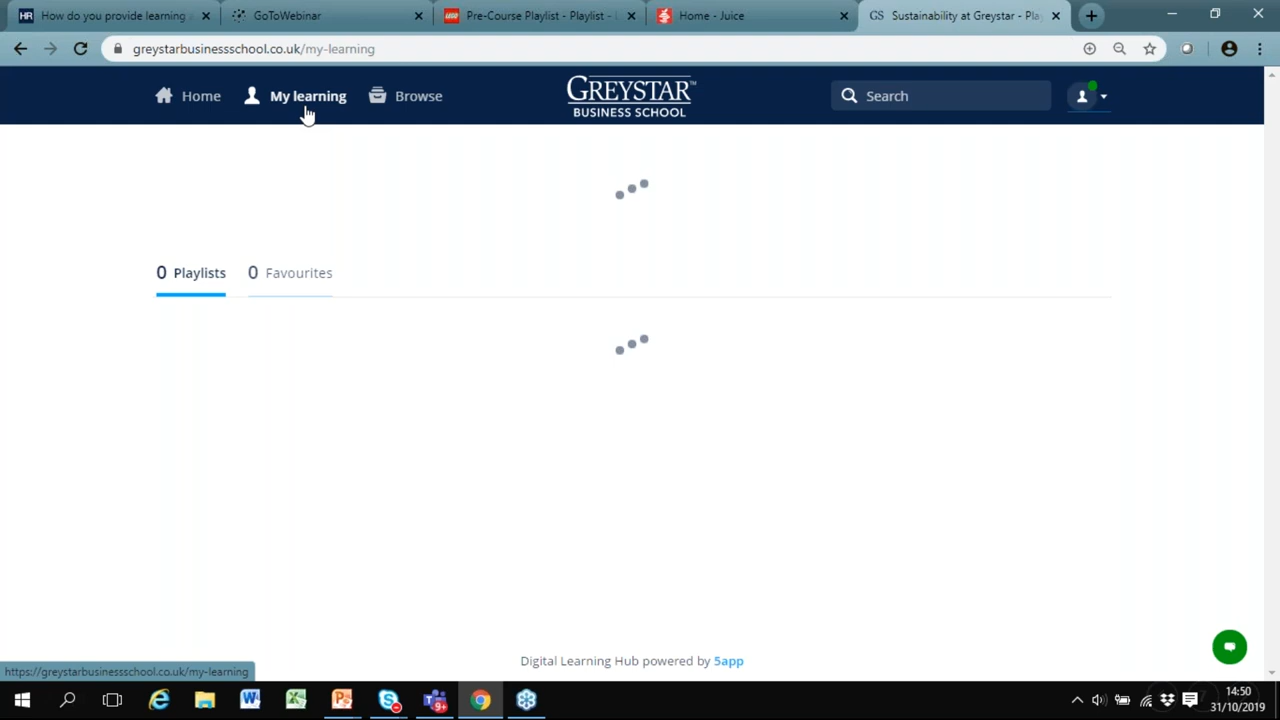 How do you provide learning
GoToWebinar
Pre-Course Playlist - Playlist -
Home - Juice
GS Sustainability at Greystar - Pla
greystarbusinessschool.co.uk/my-learning
Home
My learning
Browse
GREYSTAR™
BUSINESS SCHOOL
Search
0 Playlists
0 Favourites
Digital Learning Hub powered by 5app
https://greystarbusinessschool.co.uk/my-learning
9+
14:50
31/10/2019